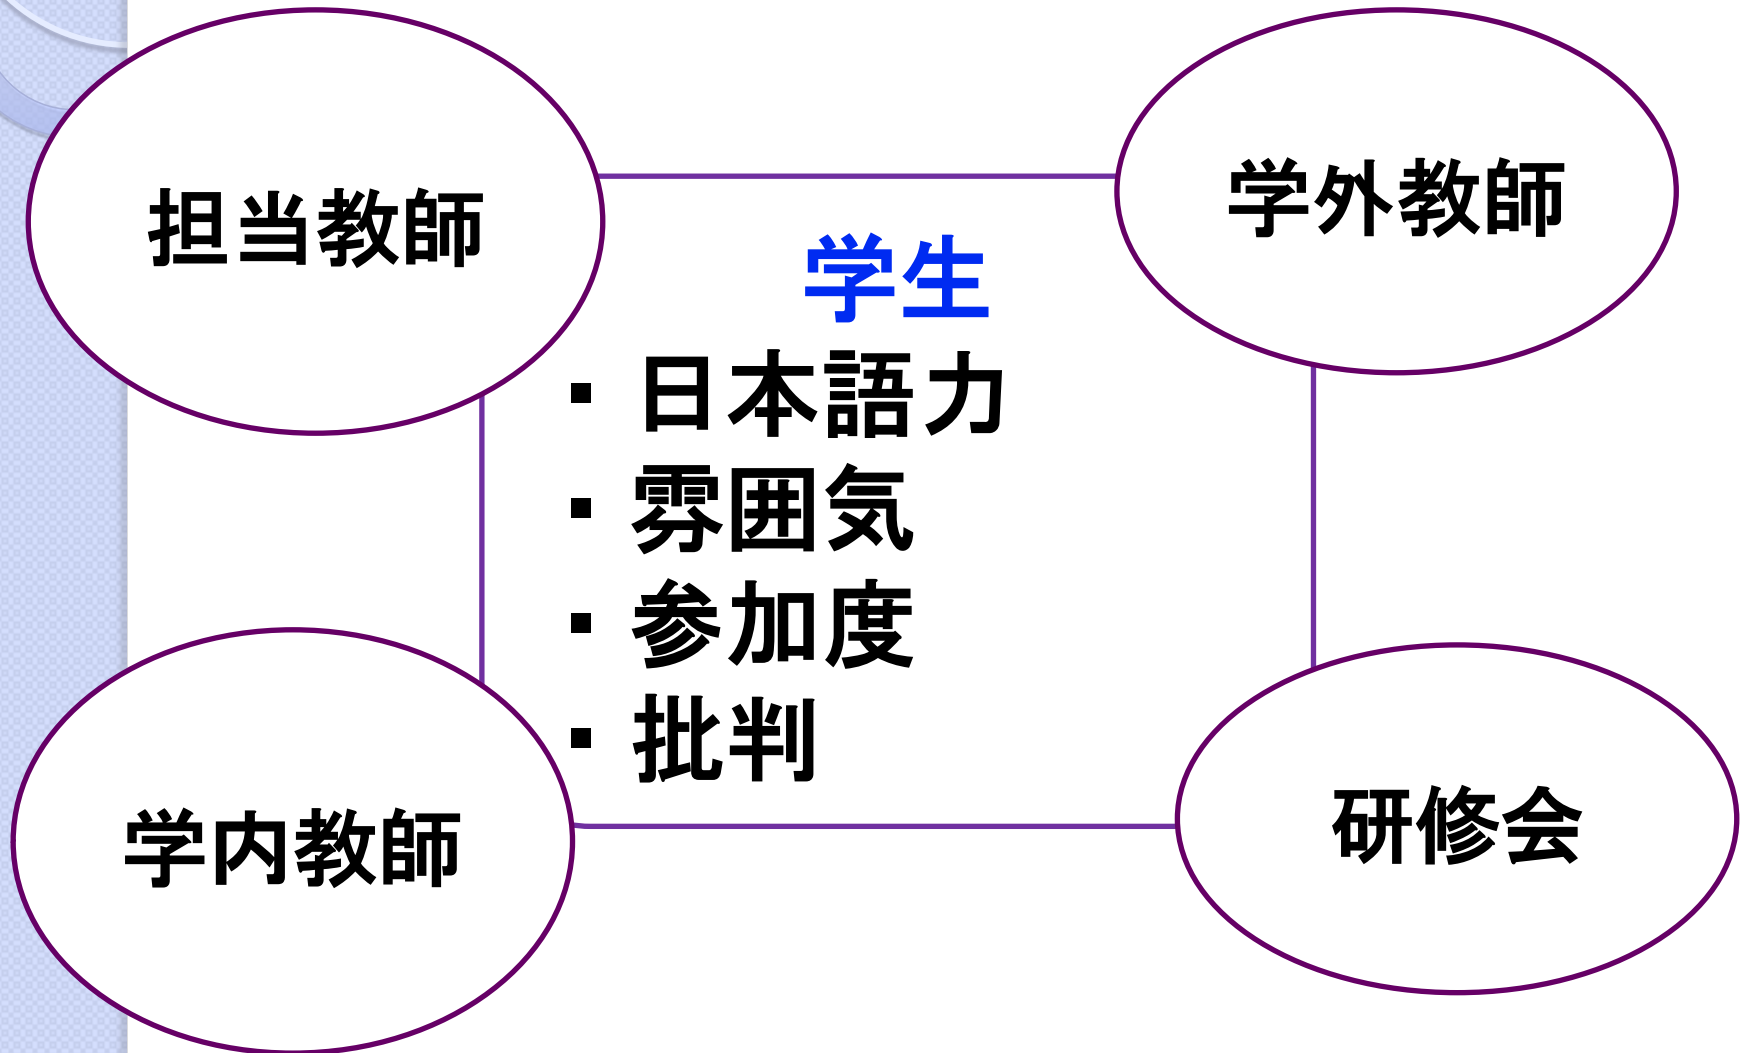 担当教師
学外教師
学生
▪ 日本語力
▪ 雰囲気
▪ 参加度
▪ 批判
学内教師
研修会